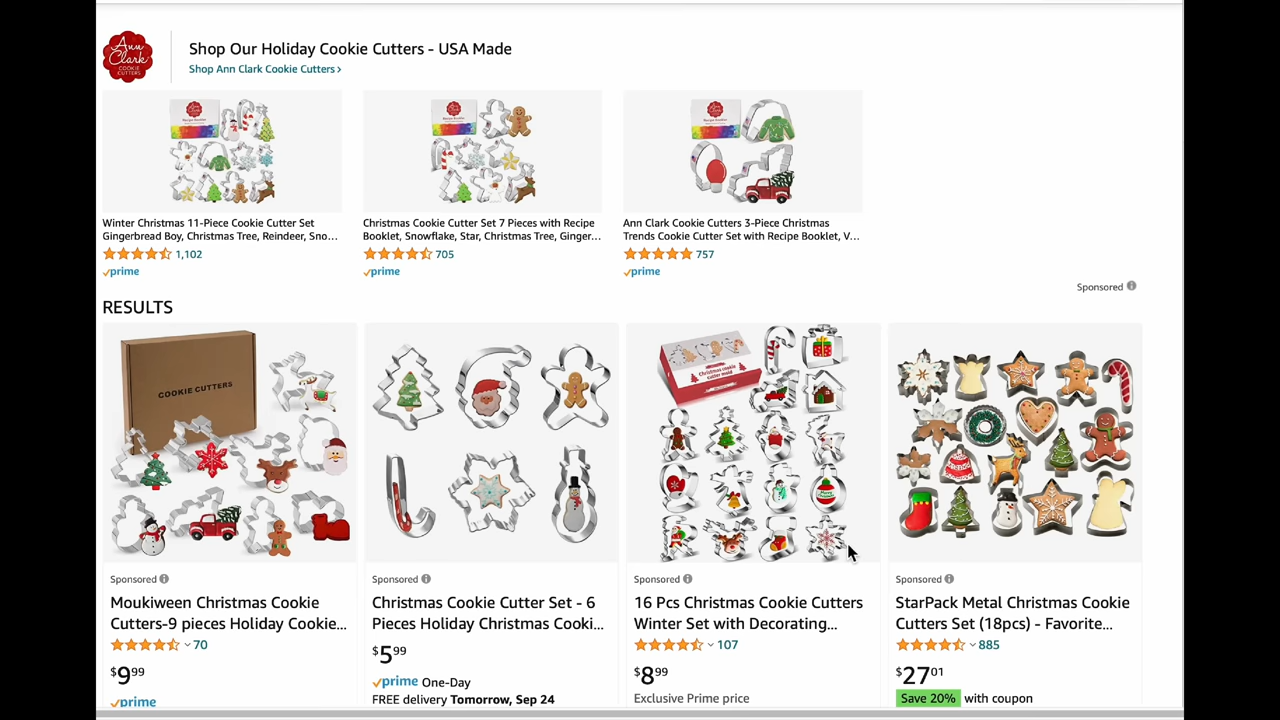 Ann
Clark
COOKIE
CUTTERS
Shop Our Holiday Cookie Cutters - USA Made
Shop Ann Clark Cookie Cutters ›
Winter Christmas 11-Piece Cookie Cutter Set
Gingerbread Boy, Christmas Tree, Reindeer, Sno...
1,102
prime
Christmas Cookie Cutter Set 7 Pieces with Recipe
Booklet, Snowflake, Star, Christmas Tree, Ginger...
705
prime
Ann Clark Cookie Cutters 3-Piece Christmas
Trends Cookie Cutter Set with Recipe Booklet, V...
757
prime
Sponsored
RESULTS
COOKIE CUTTERS
Christmas cookie
cutter mold
Sponsored
Moukiween Christmas Cookie
Cutters-9 pieces Holiday Cookie...
70
$9.99
prime
Sponsored
Christmas Cookie Cutter Set - 6
Pieces Holiday Christmas Cooki...
$5.99
prime One-Day
FREE delivery Tomorrow, Sep 24
Sponsored
16 Pcs Christmas Cookie Cutters
Winter Set with Decorating...
107
$8.99
Exclusive Prime price
Sponsored
StarPack Metal Christmas Cookie
Cutters Set (18pcs) - Favorite...
885
$27.01
Save 20% with coupon